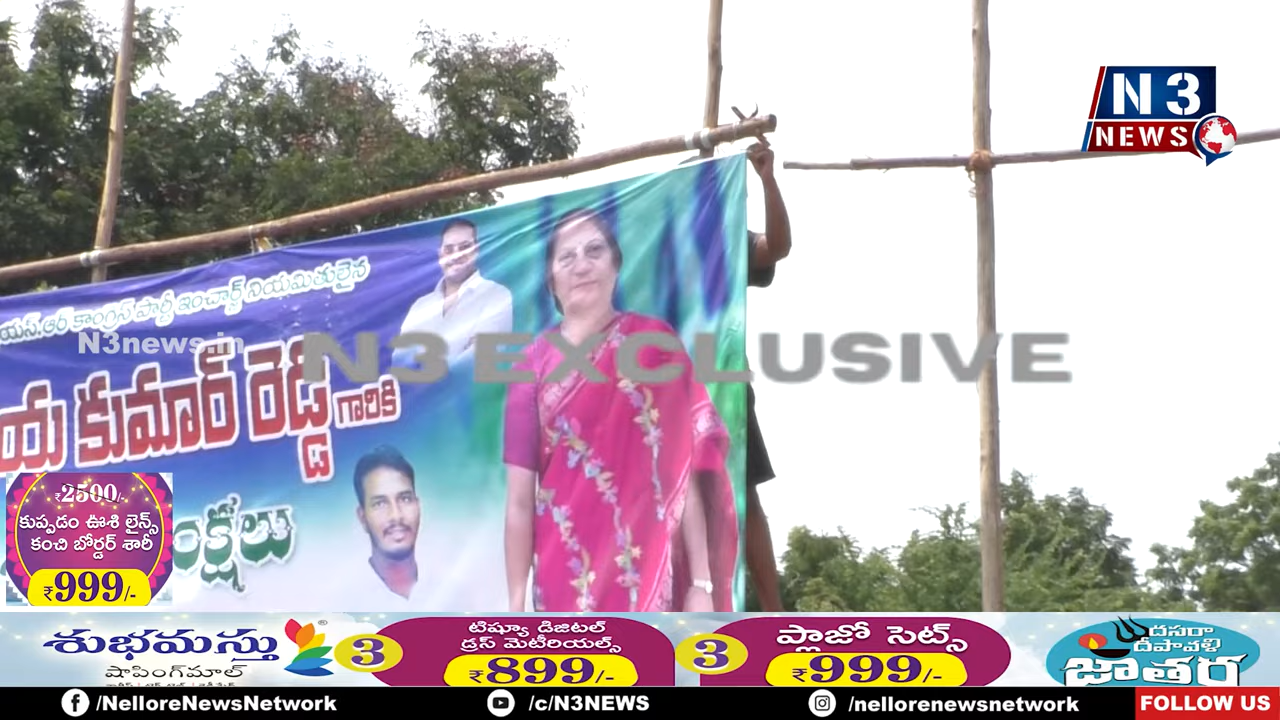 N3
NEWS
యస్.ఆర్ కాంగ్రెస్ పార్టీ ఇంచార్జ్ నియమితులైన
N3news.in
N3 EXCLUSIVE
కుమార్ రెడ్డి గారికి
₹2500/-
కుప్పడం ఊశి లైన్స్
కంచి బోర్డర్ శారీ
₹999/-
శుభమస్తు
షాపింగ్‌మాల్
3
టిష్యూ డిజిటల్
డ్రస్ మెటీరియల్స్
₹899/-
3
ప్లాజో సెట్స్
₹999/-
దసరా
దీపావళి
జాతర
/NelloreNewsNetwork
/c/N3NEWS
/nellorenewsnetwork
FOLLOW US